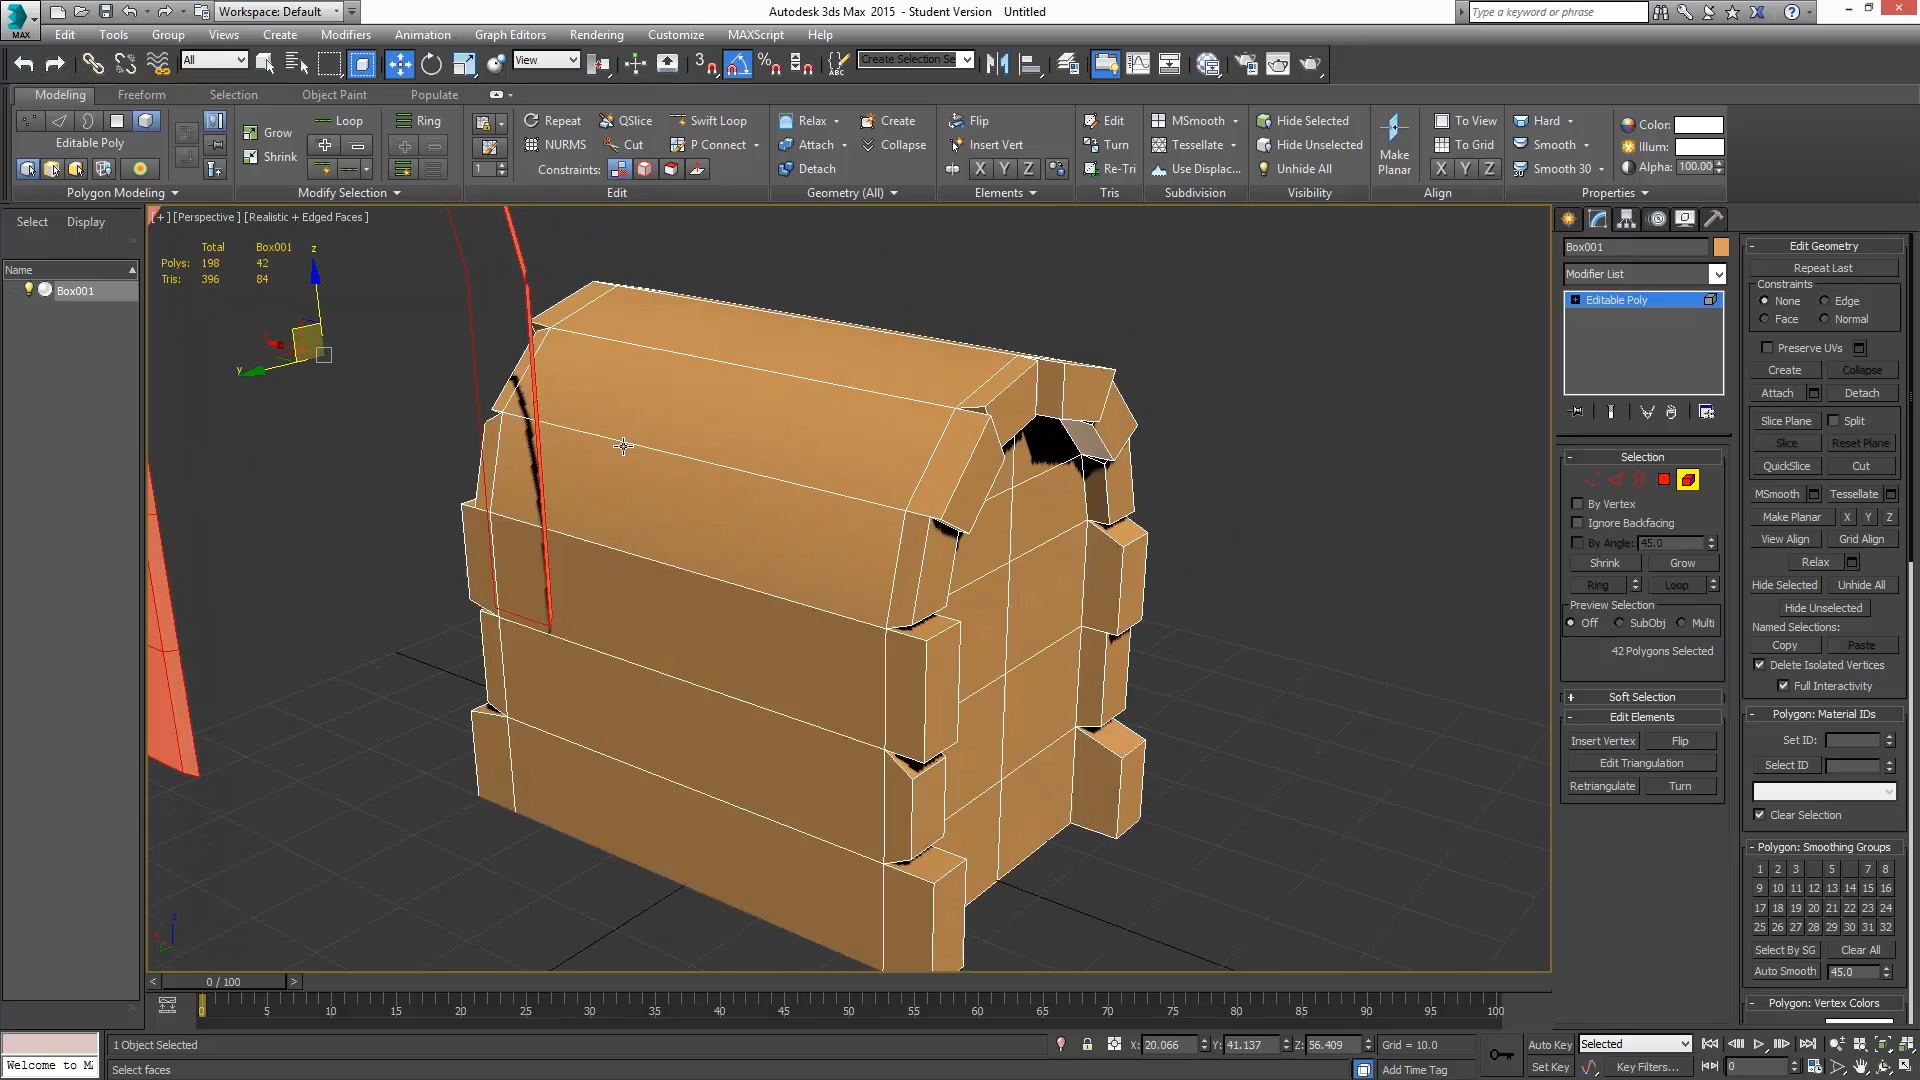 Workspace: Default
Autodesk 3ds Max 2015 - Student Version Untitled
Type a keyword or phrase
MAX
Edit Tools Group Views Create Modifiers Animation Graph Editors Rendering Customize MAXScript Help
All View Create Selection Se
Modeling Freeform Selection Object Paint Populate
Loop Ring Repeat QSlice Swift Loop Relax Create Flip Edit MSmooth Hide Selected To View Hard Color:
Editable Poly Grow NURMS Cut P Connect Attach Collapse Insert Vert Turn Tessellate Hide Unselected Make Planar To Grid Smooth Illum:
Shrink 1 Constraints: Detach X Y Z Re-Tri Use Displac... Unhide All X Y Z Smooth 30 Alpha: 100.00
Polygon Modeling Modify Selection Edit Geometry (All) Elements Tris Subdivision Visibility Align Properties
Select Display
Name
Box001
[+] [Perspective ] [Realistic + Edged Faces ]
Total Box001
Polys: 198 42
Tris: 396 84
z
y
z
Box001
Modifier List
Editable Poly
Selection
By Vertex
Ignore Backfacing
By Angle: 45.0
Shrink Grow
Ring Loop
Preview Selection
Off SubObj Multi
42 Polygons Selected
Soft Selection
Edit Elements
Insert Vertex Flip
Edit Triangulation
Retriangulate Turn
Edit Geometry
Repeat Last
Constraints
None Edge
Face Normal
Preserve UVs
Create Collapse
Attach Detach
Slice Plane Split
Slice Reset Plane
QuickSlice Cut
MSmooth Tessellate
Make Planar X Y Z
View Align Grid Align
Relax
Hide Selected Unhide All
Hide Unselected
Named Selections:
Copy Paste
Delete Isolated Vertices
Full Interactivity
Polygon: Material IDs
Set ID:
Select ID
Clear Selection
Polygon: Smoothing Groups
1 2 3 5 7 8
9 10 11 12 13 14 15 16
17 18 19 20 21 22 23 24
25 26 27 28 29 30 31 32
Select By SG Clear All
Auto Smooth 45.0
Polygon: Vertex Colors
< 0 / 100 >
0 5 10 15 20 25 30 35 40 45 50 55 60 65 70 75 80 85 90 95 100
1 Object Selected X: 20.066 Y: 41.137 Z: 56.409 Grid = 10.0 Auto Key Selected
Welcome to M Select faces Add Time Tag Set Key Key Filters... 0